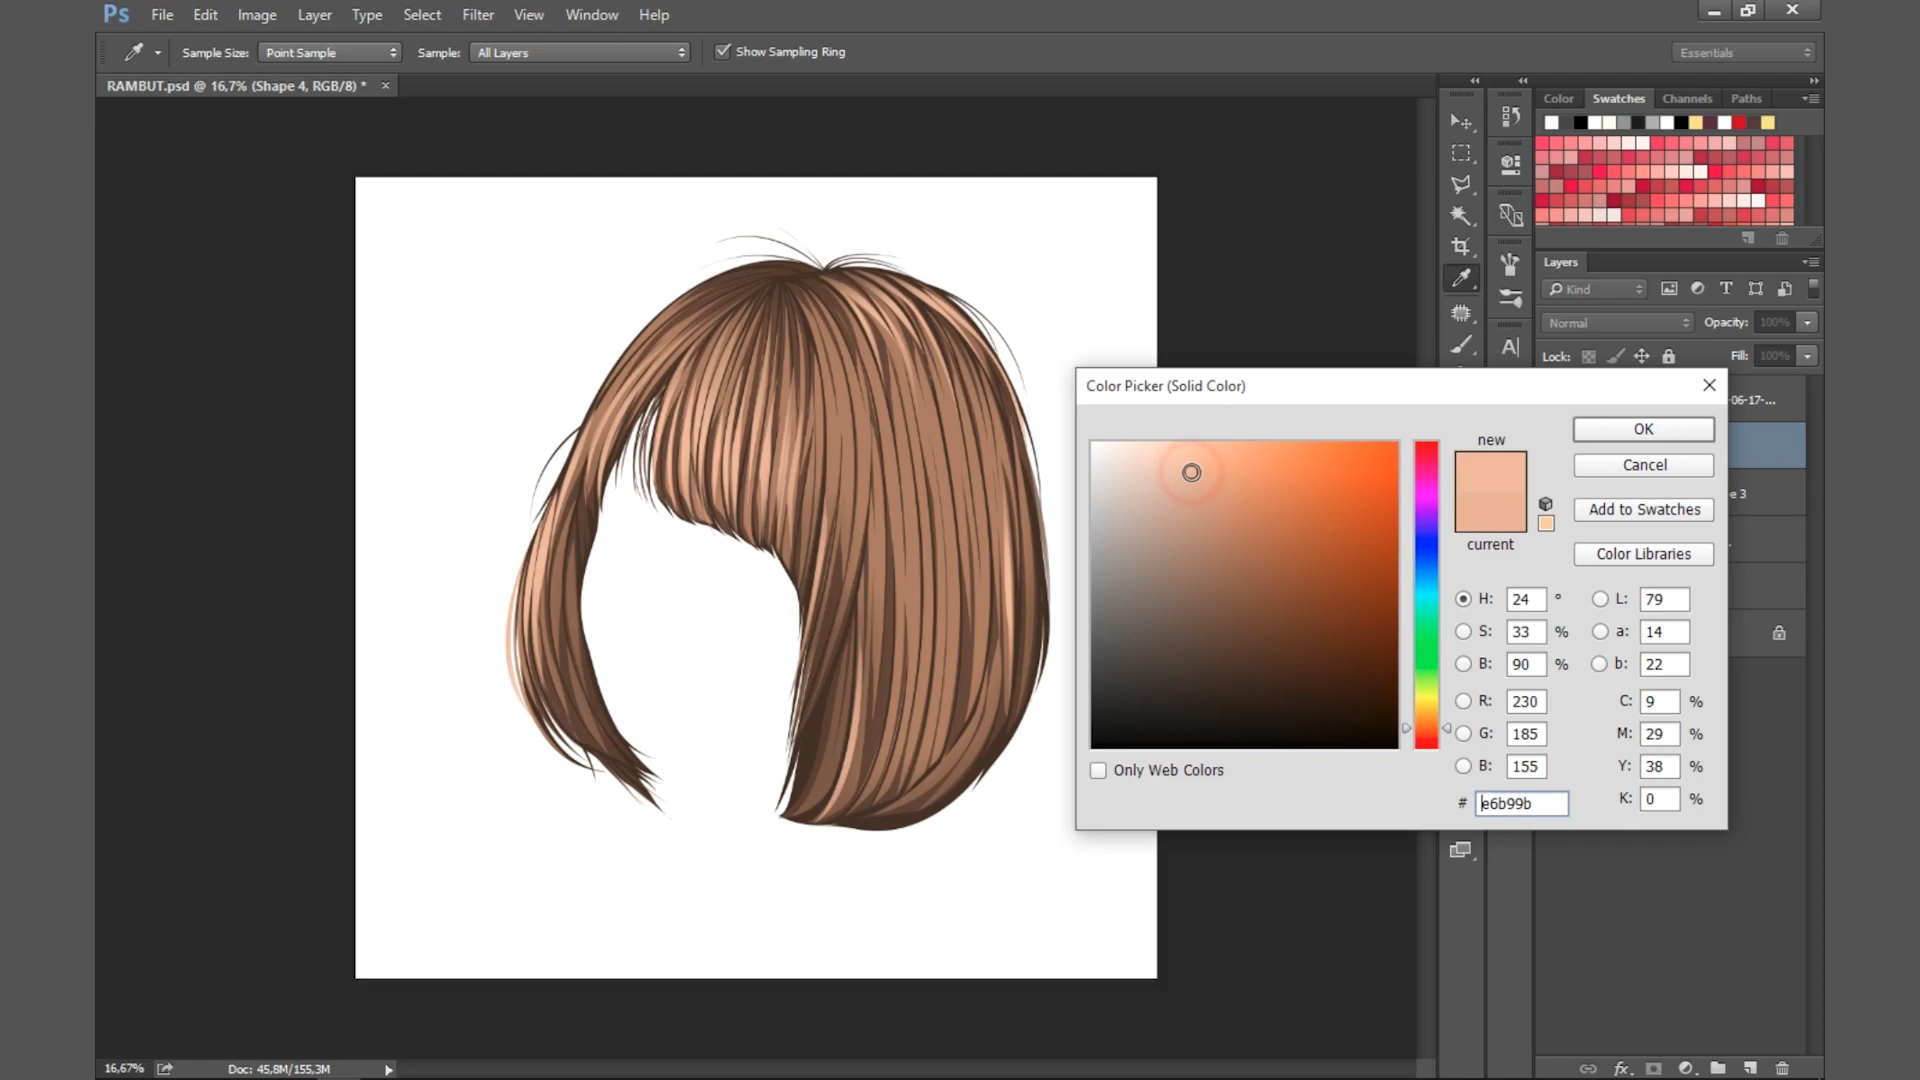 Ps File Edit Image Layer Type Select Filter View Window Help
Sample Size: Point Sample Sample: All Layers Show Sampling Ring Essentials
RAMBUT.psd @ 16,7% (Shape 4, RGB/8) *
Color Swatches Channels Paths
Layers
Kind
Normal Opacity: 100%
Lock: Fill: 100%
-06-17-...
e 3
Color Picker (Solid Color)
new
current
OK
Cancel
Add to Swatches
Color Libraries
H: 24 ° L: 79
S: 33 % a: 14
B: 90 % b: 22
R: 230 C: 9 %
G: 185 M: 29 %
B: 155 Y: 38 %
# e6b99b K: 0 %
Only Web Colors
16,67% Doc: 45,8M/155,3M